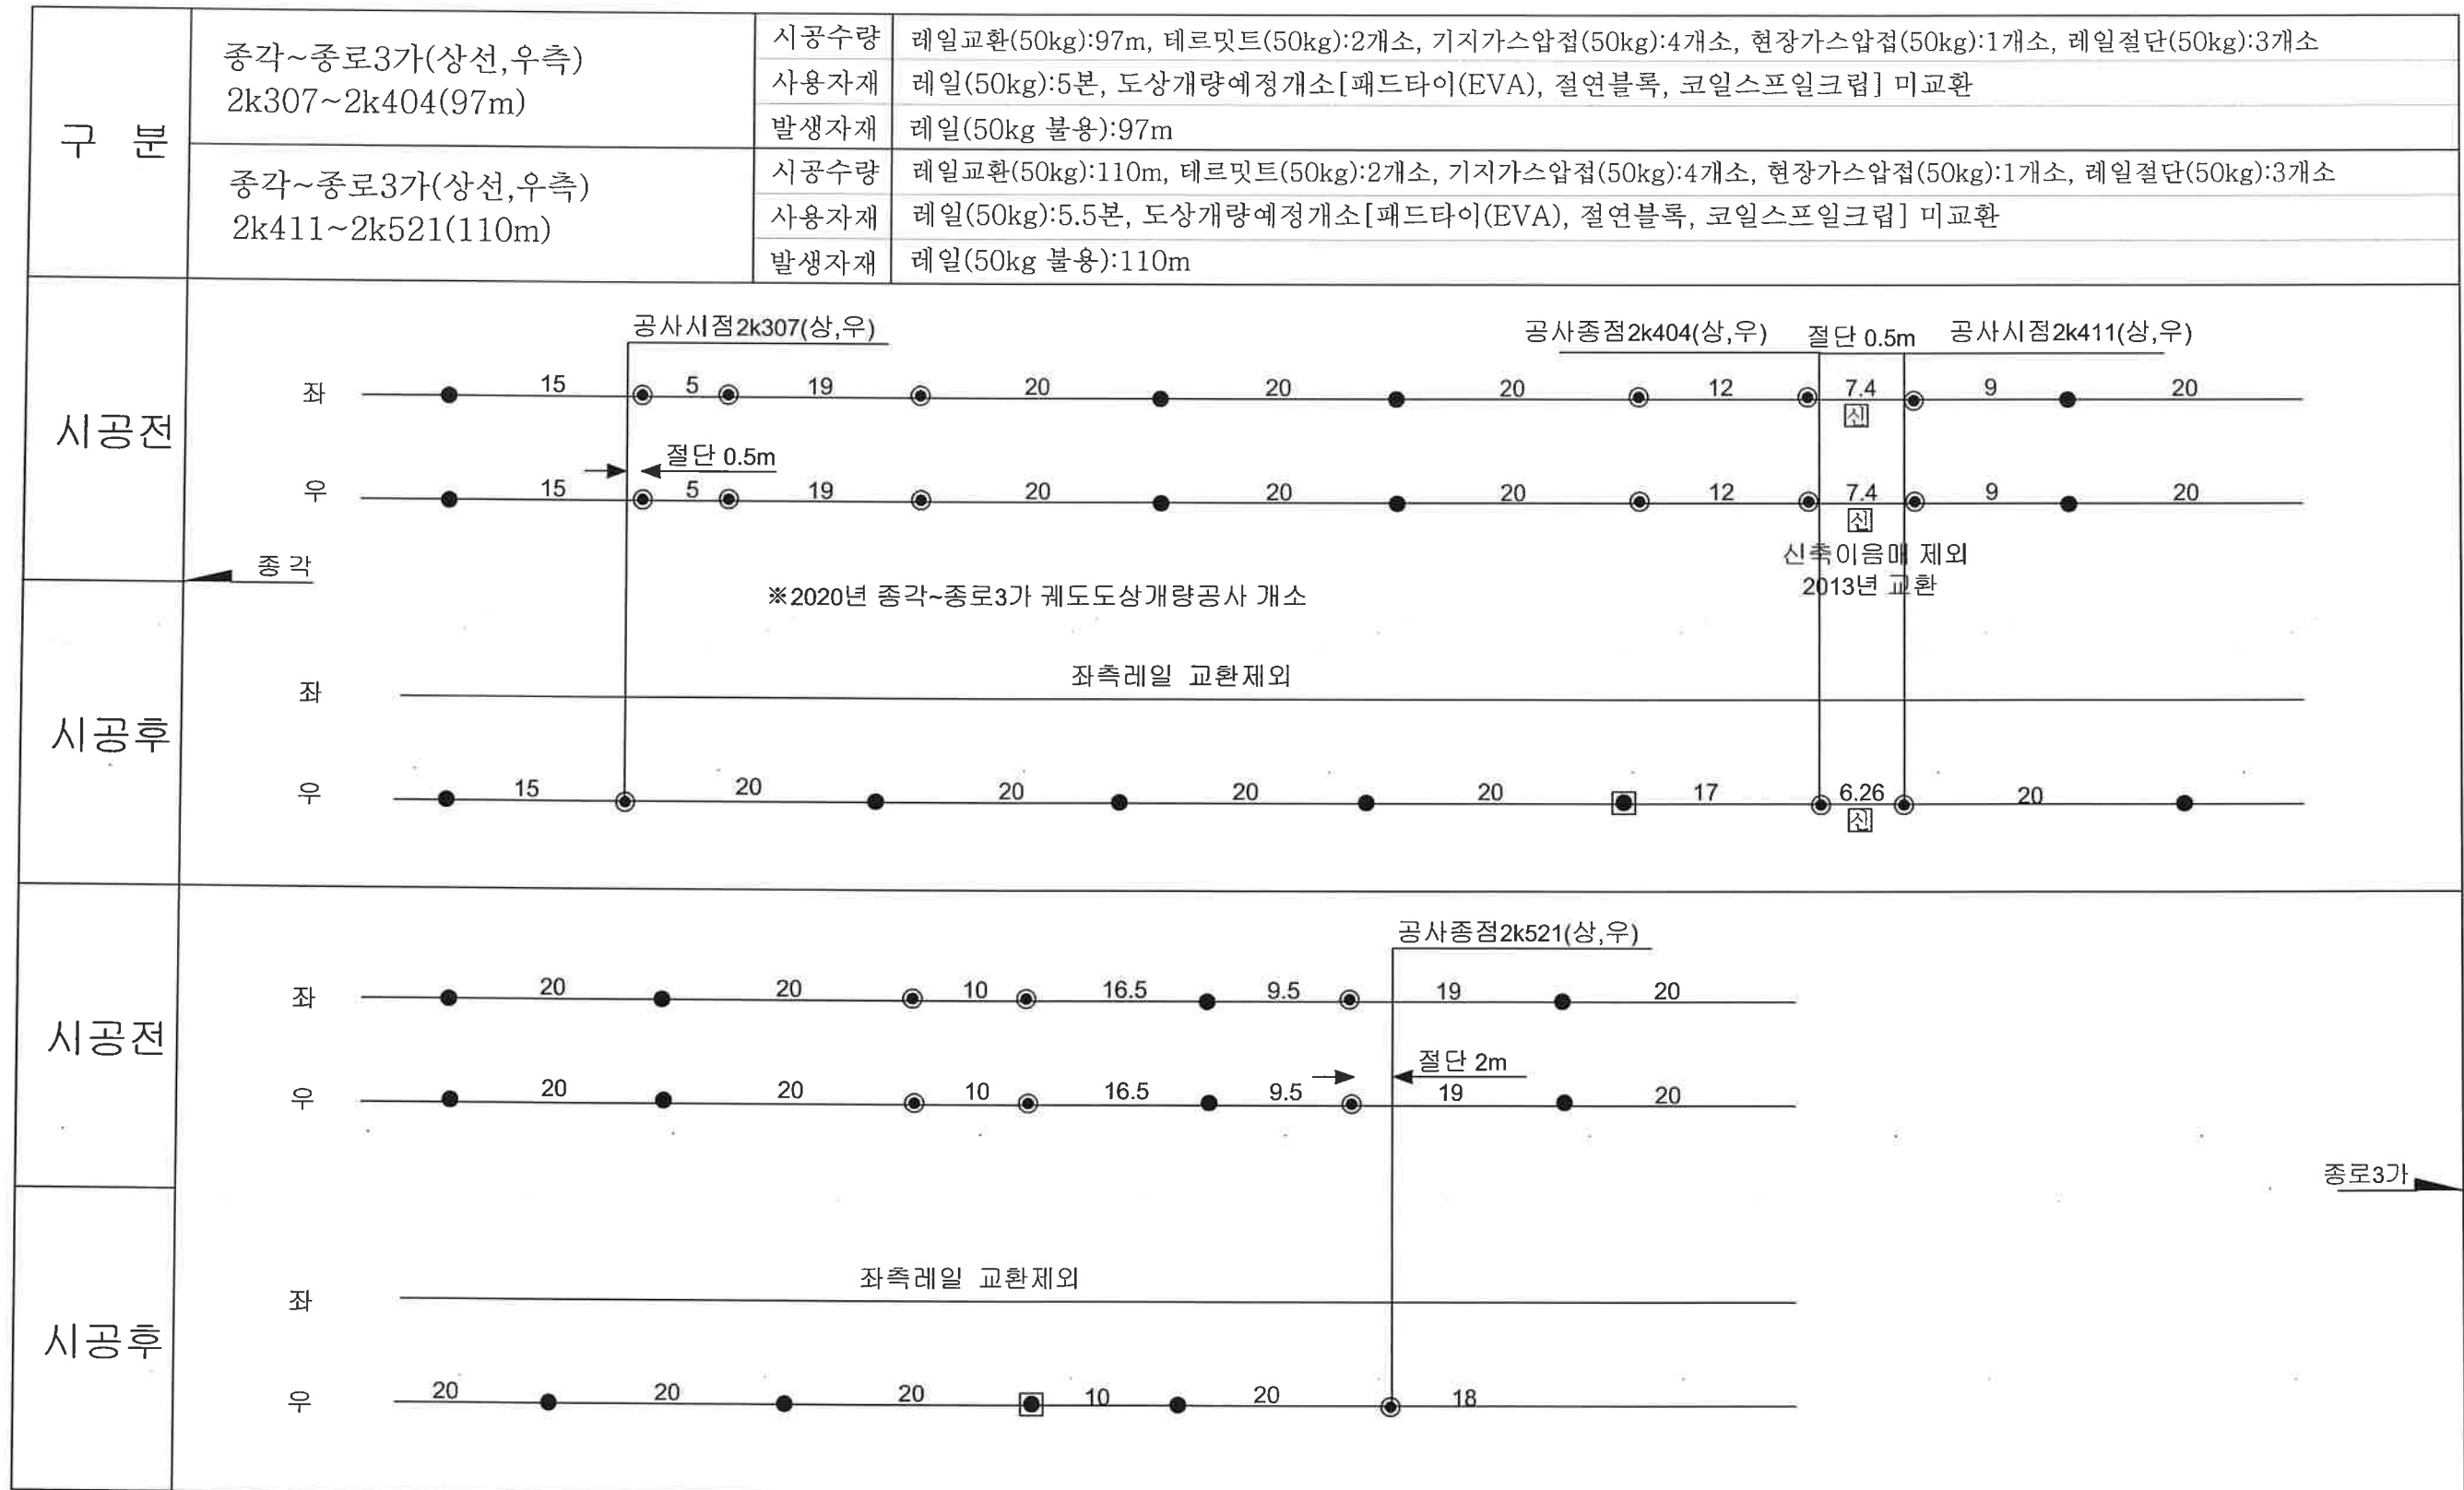 구 분
종각~종로3가(상선,우측)
2k307~2k404(97m)
시공수량 레일교환(50kg):97m, 테르밋트(50kg):2개소, 기지가스압접(50kg):4개소, 현장가스압접(50kg):1개소, 레일절단(50kg):3개소
사용자재 레일(50kg):5본, 도상개량예정개소[패드타이(EVA), 절연블록, 코일스프일크립] 미교환
발생자재 레일(50kg 불용):97m
종각~종로3가(상선,우측)
2k411~2k521(110m)
시공수량 레일교환(50kg):110m, 테르밋트(50kg):2개소, 기지가스압접(50kg):4개소, 현장가스압접(50kg):1개소, 레일절단(50kg):3개소
사용자재 레일(50kg):5.5본, 도상개량예정개소[패드타이(EVA), 절연블록, 코일스프일크립] 미교환
발생자재 레일(50kg 불용):110m
시공전
공사시점2k307(상,우) 공사종점2k404(상,우) 절단 0.5m 공사시점2k411(상,우)
좌 15 5 19 20 20 20 12 7.4 9 20
신
절단 0.5m
우 15 5 19 20 20 20 12 7.4 9 20
신
신축이음매 제외
2013년 교환
종각
※2020년 종각~종로3가 궤도도상개량공사 개소
시공후
좌측레일 교환제외
좌
우 15 20 20 20 20 17 6.26 20
신
시공전
공사종점2k521(상,우)
좌 20 20 10 16.5 9.5 19 20
절단 2m
우 20 20 10 16.5 9.5 19 20
종로3가
시공후
좌측레일 교환제외
좌
우 20 20 20 10 20 18